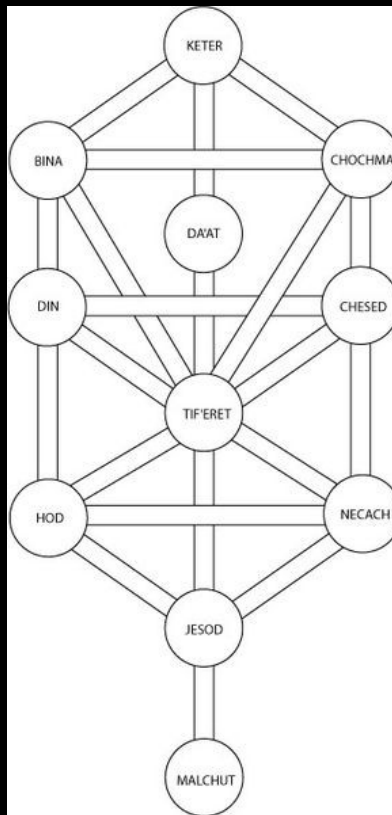 KETER
BINA
CHOCHMA
DA'AT
DIN
CHESED
TIF'ERET
HOD
NECACH
JESOD
MALCHUT